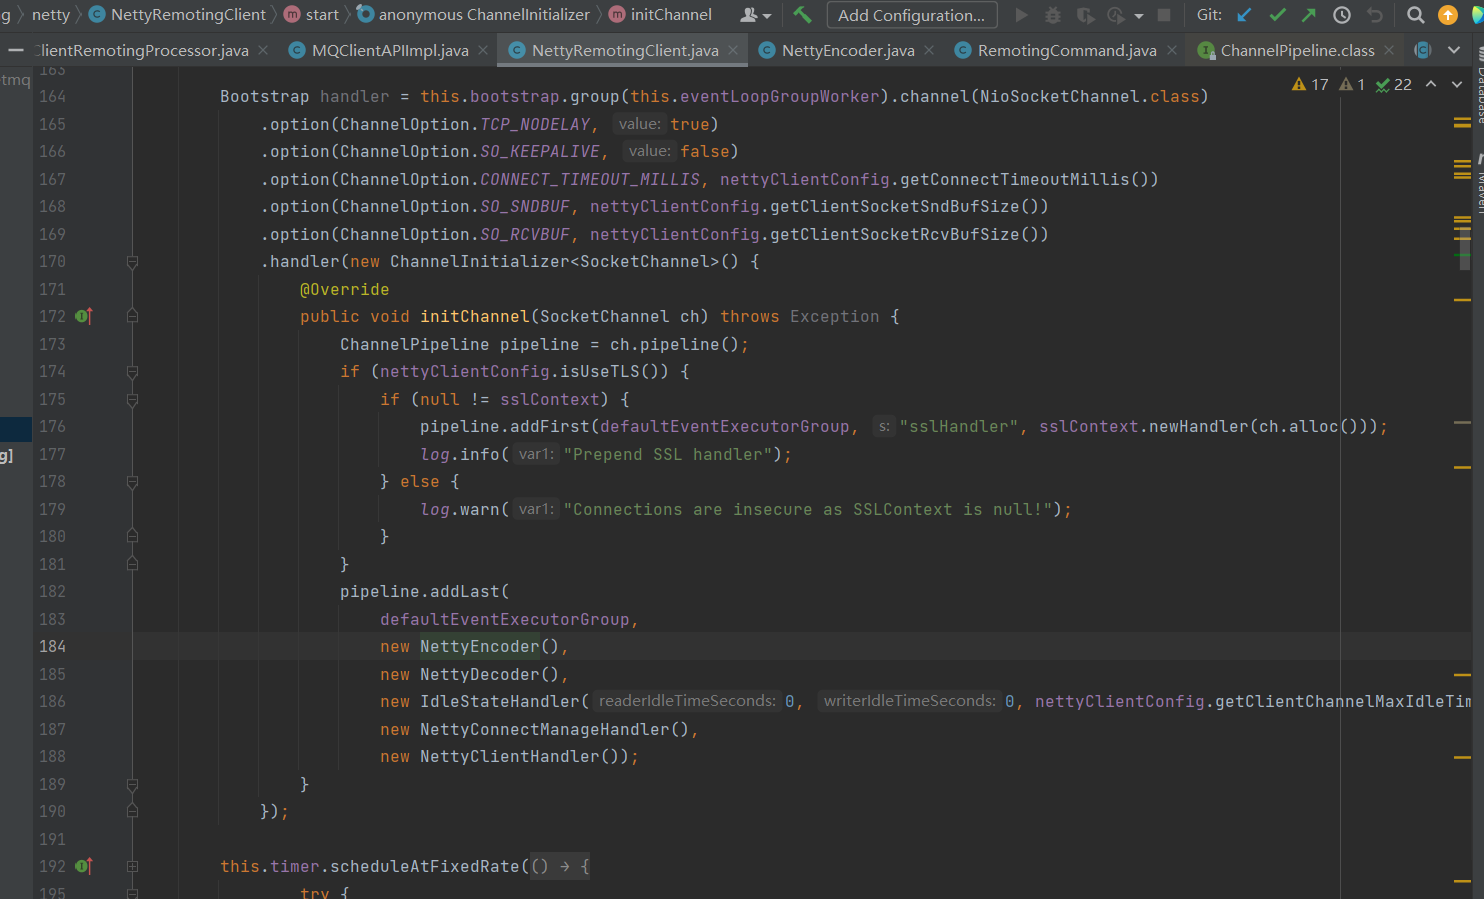 g netty NettyRemotingClient start anonymous ChannelInitializer initChannel Add Configuration... Git:
ClientRemotingProcessor.java MQClientAPIImpl.java NettyRemotingClient.java NettyEncoder.java RemotingCommand.java ChannelPipeline.class
etmq
17 1 22
Database
Maven
g]
163
164 Bootstrap handler = this.bootstrap.group(this.eventLoopGroupWorker).channel(NioSocketChannel.class)
165 .option(ChannelOption.TCP_NODELAY, value: true)
166 .option(ChannelOption.SO_KEEPALIVE, value: false)
167 .option(ChannelOption.CONNECT_TIMEOUT_MILLIS, nettyClientConfig.getConnectTimeoutMillis())
168 .option(ChannelOption.SO_SNDBUF, nettyClientConfig.getClientSocketSndBufSize())
169 .option(ChannelOption.SO_RCVBUF, nettyClientConfig.getClientSocketRcvBufSize())
170 .handler(new ChannelInitializer<SocketChannel>() {
171 @Override
172 public void initChannel(SocketChannel ch) throws Exception {
173 ChannelPipeline pipeline = ch.pipeline();
174 if (nettyClientConfig.isUseTLS()) {
175 if (null != sslContext) {
176 pipeline.addFirst(defaultEventExecutorGroup, s: "sslHandler", sslContext.newHandler(ch.alloc()));
177 log.info( var1: "Prepend SSL handler");
178 } else {
179 log.warn( var1: "Connections are insecure as SSLContext is null!");
180 }
181 }
182 pipeline.addLast(
183 defaultEventExecutorGroup,
184 new NettyEncoder(),
185 new NettyDecoder(),
186 new IdleStateHandler( readerIdleTimeSeconds: 0, writerIdleTimeSeconds: 0, nettyClientConfig.getClientChannelMaxIdleTim
187 new NettyConnectManageHandler(),
188 new NettyClientHandler());
189 }
190 });
191
192 this.timer.scheduleAtFixedRate(() → {
195 try {